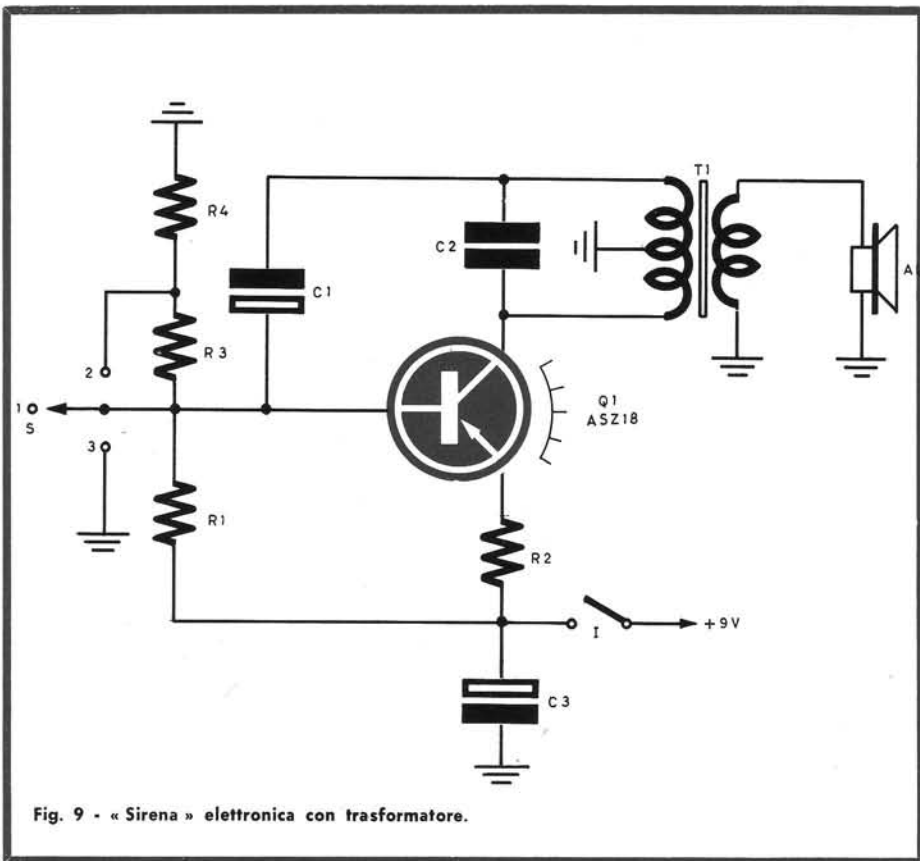 T1
R4
C2
C1
A
R3
2
1
S
Q1
ASZ18
3
R1
R2
I
+9V
C3
Fig. 9 - « Sirena » elettronica con trasformatore.